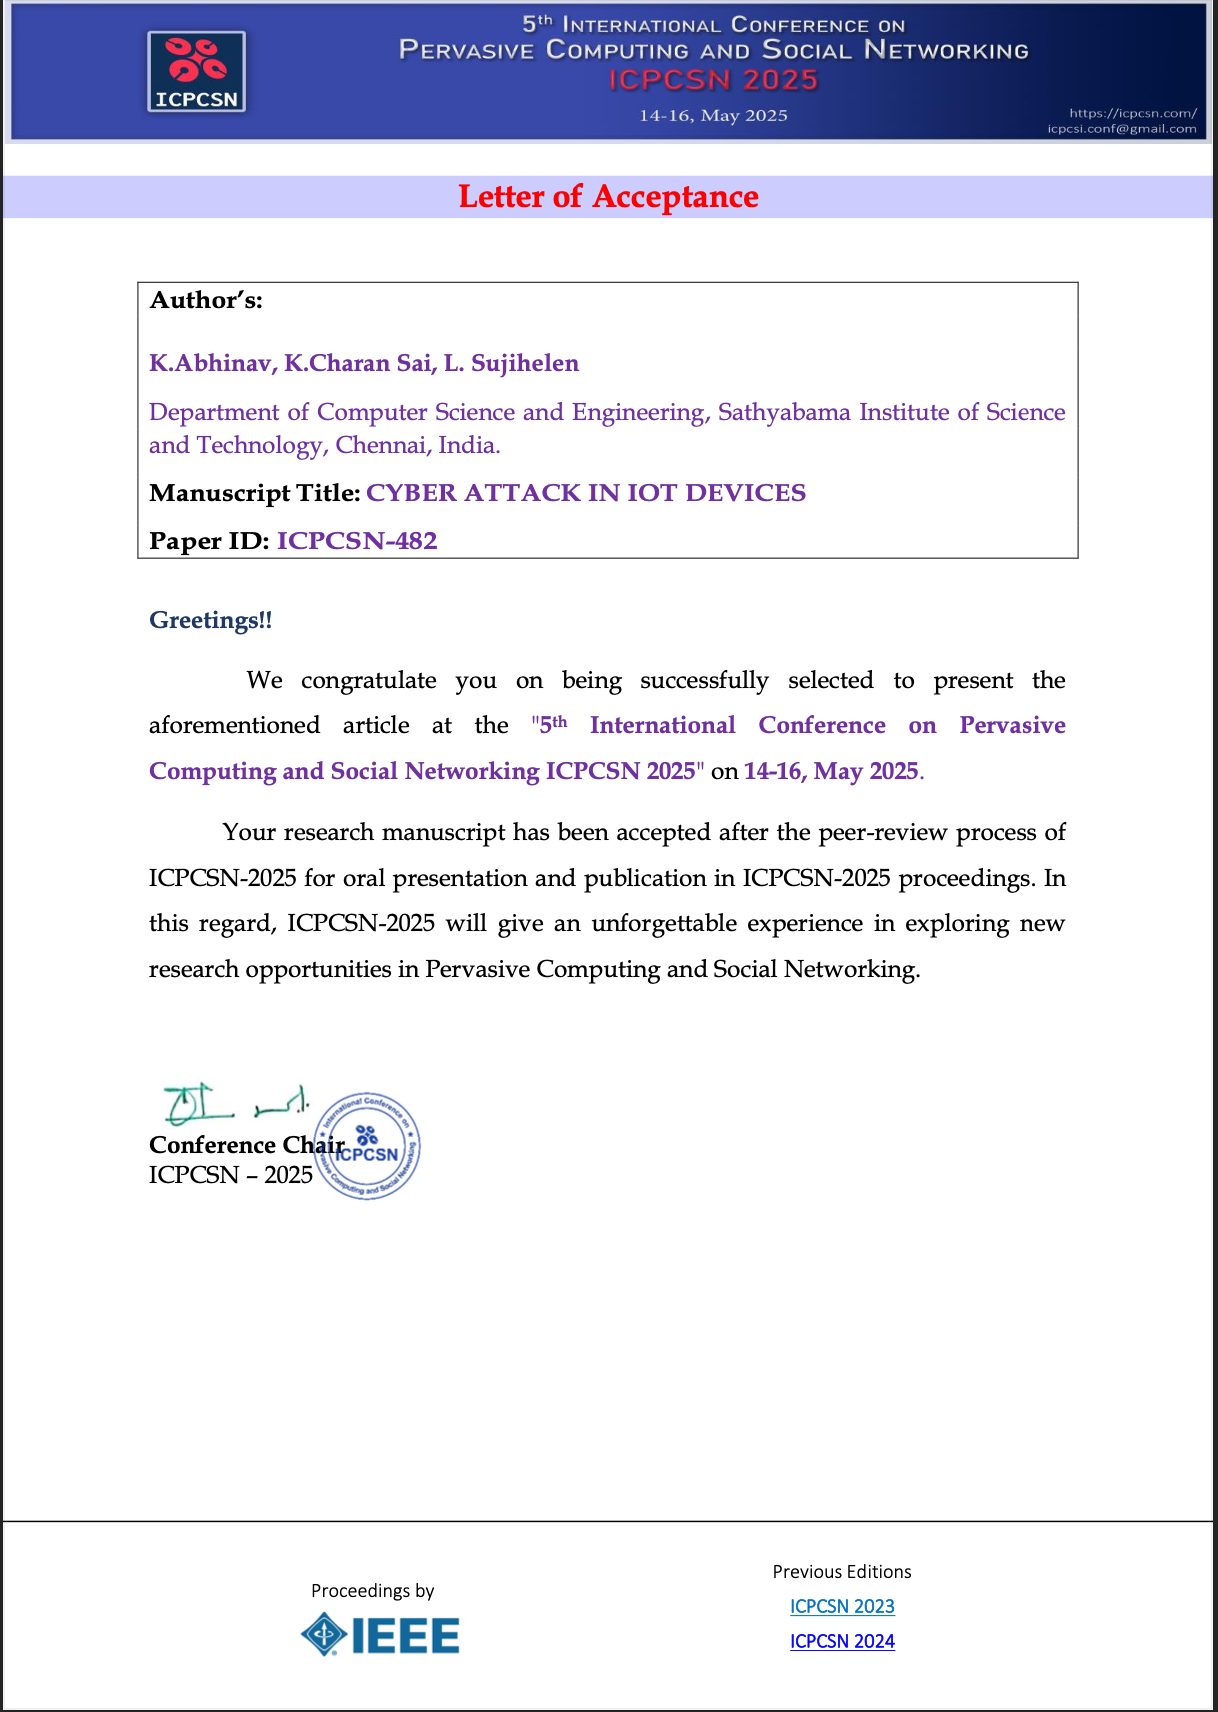 5th International Conference on
Pervasive Computing and Social Networking
ICPCSN 2025
14-16, May 2025
https://icpcsn.com/
icpcsi.conf@gmail.com
ICPCSN
Letter of Acceptance
Author’s:
K.Abhinav, K.Charan Sai, L. Sujihelen
Department of Computer Science and Engineering, Sathyabama Institute of Science
and Technology, Chennai, India.
Manuscript Title: CYBER ATTACK IN IOT DEVICES
Paper ID: ICPCSN-482
Greetings!!
We congratulate you on being successfully selected to present the
aforementioned article at the "5th International Conference on Pervasive
Computing and Social Networking ICPCSN 2025" on 14-16, May 2025.
Your research manuscript has been accepted after the peer-review process of
ICPCSN-2025 for oral presentation and publication in ICPCSN-2025 proceedings. In
this regard, ICPCSN-2025 will give an unforgettable experience in exploring new
research opportunities in Pervasive Computing and Social Networking.
Conference Chair
ICPCSN – 2025
International Conference on
ICPCSN
Pervasive Computing and Social Networking
Proceedings by
IEEE
Previous Editions
ICPCSN 2023
ICPCSN 2024